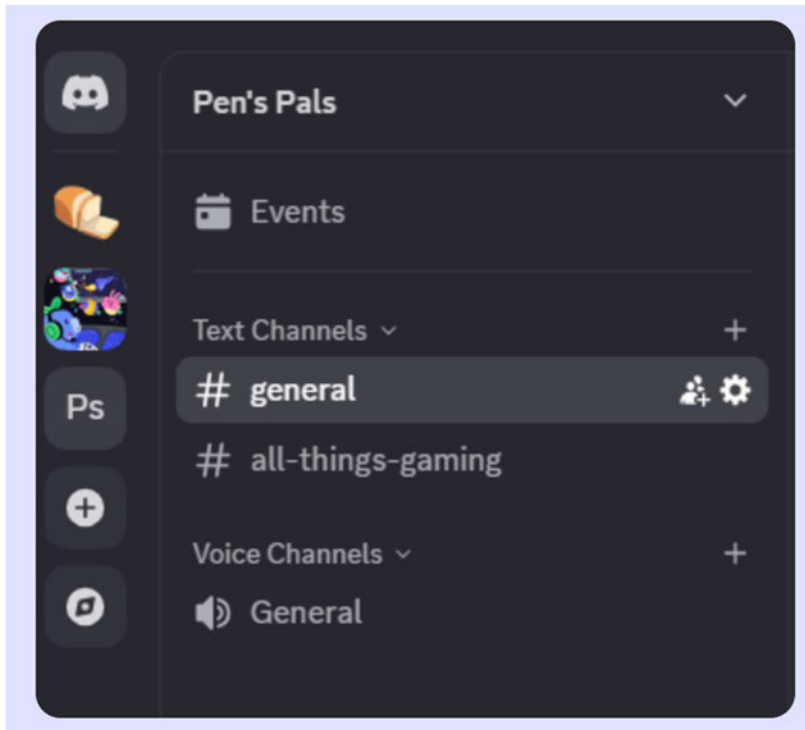 Pen's Pals
Events
Text Channels
# general
# all-things-gaming
Ps
Voice Channels
General